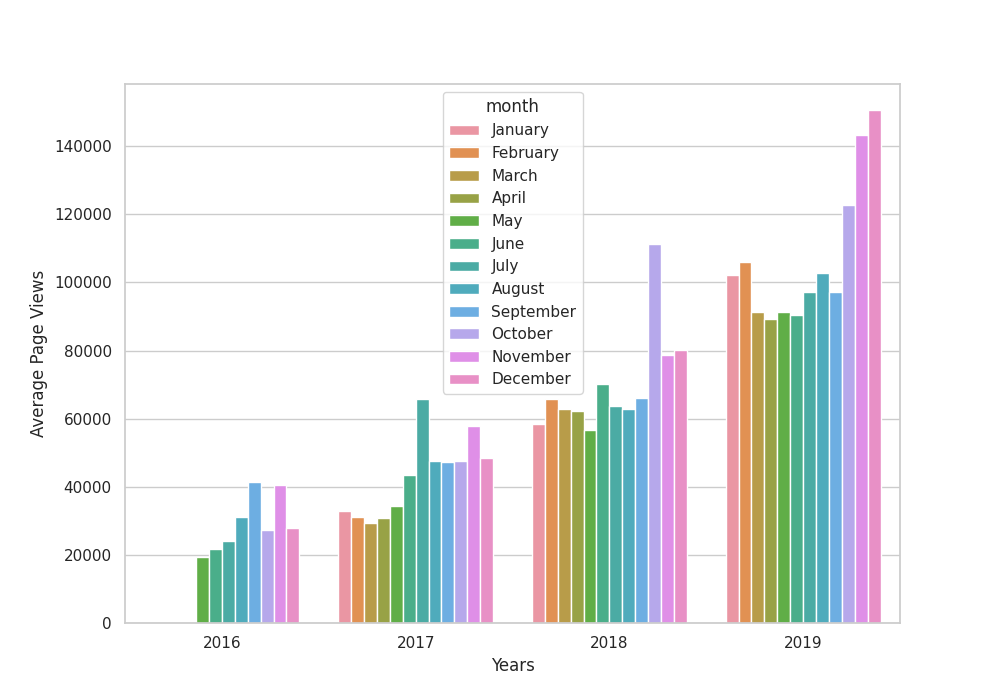 month
January
February
March
April
May
June
July
August
September
October
November
December
140000
120000
100000
80000
60000
40000
20000
0
Average Page Views
2016 2017 2018 2019
Years